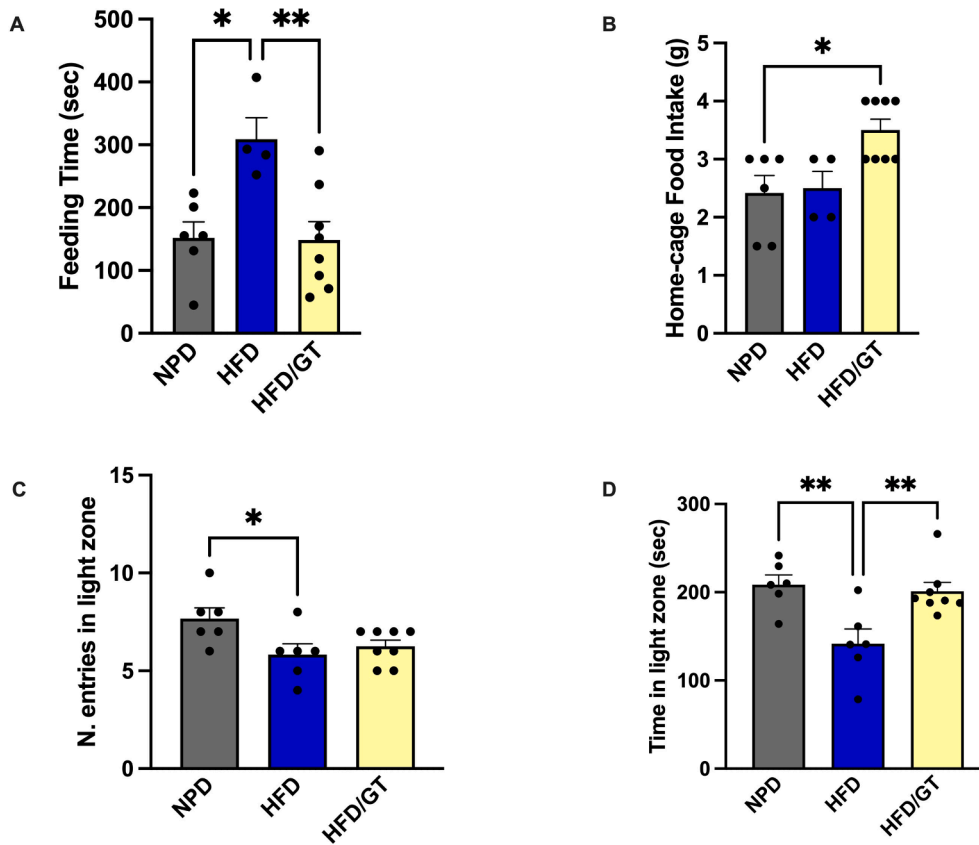 A
Feeding Time (sec)
500
400
300
200
100
0
*
**
NPD
HFD
HFD/GT
B
Home-cage Food Intake (g)
5
4
3
2
1
0
*
NPD
HFD
HFD/GT
C
N. entries in light zone
15
10
5
0
*
NPD
HFD
HFD/GT
D
Time in light zone (sec)
300
200
100
0
**
**
NPD
HFD
HFD/GT